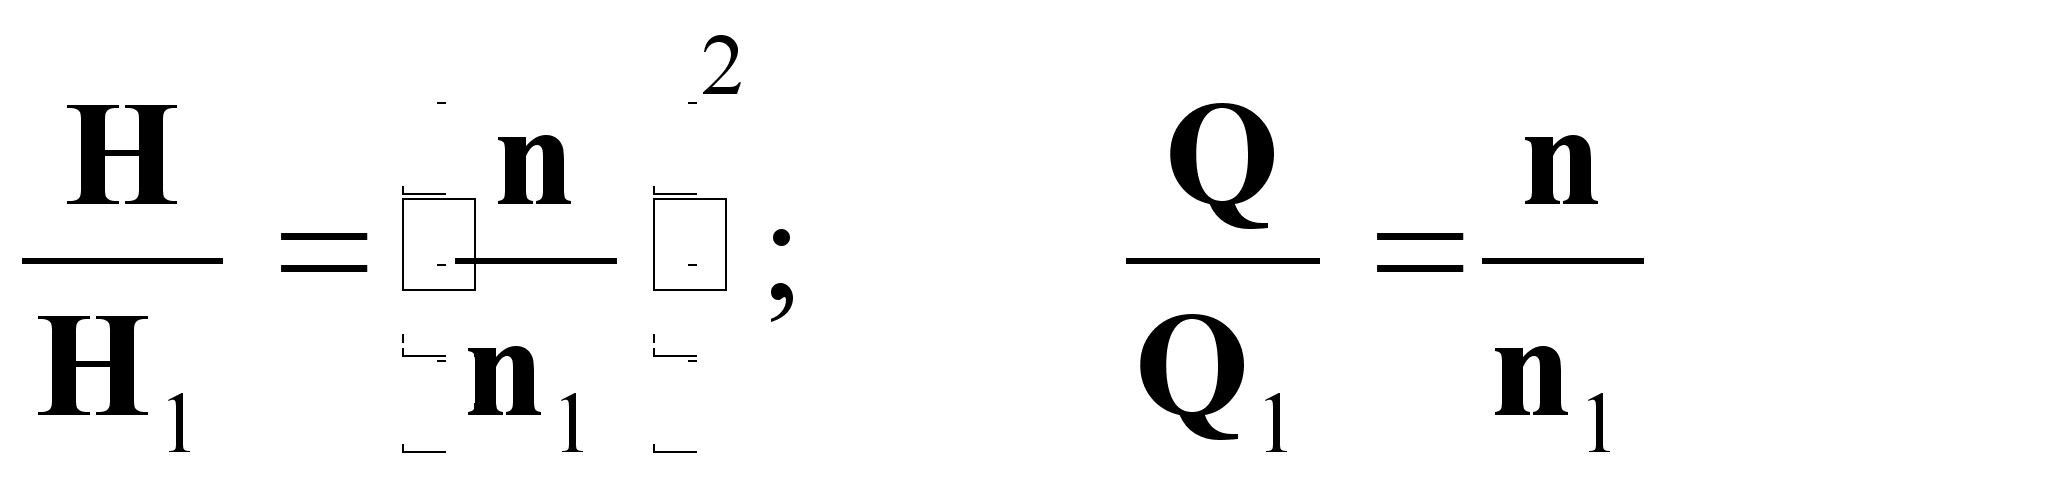 H/H₁ = (n/n₁)²; Q/Q₁ = n/n₁